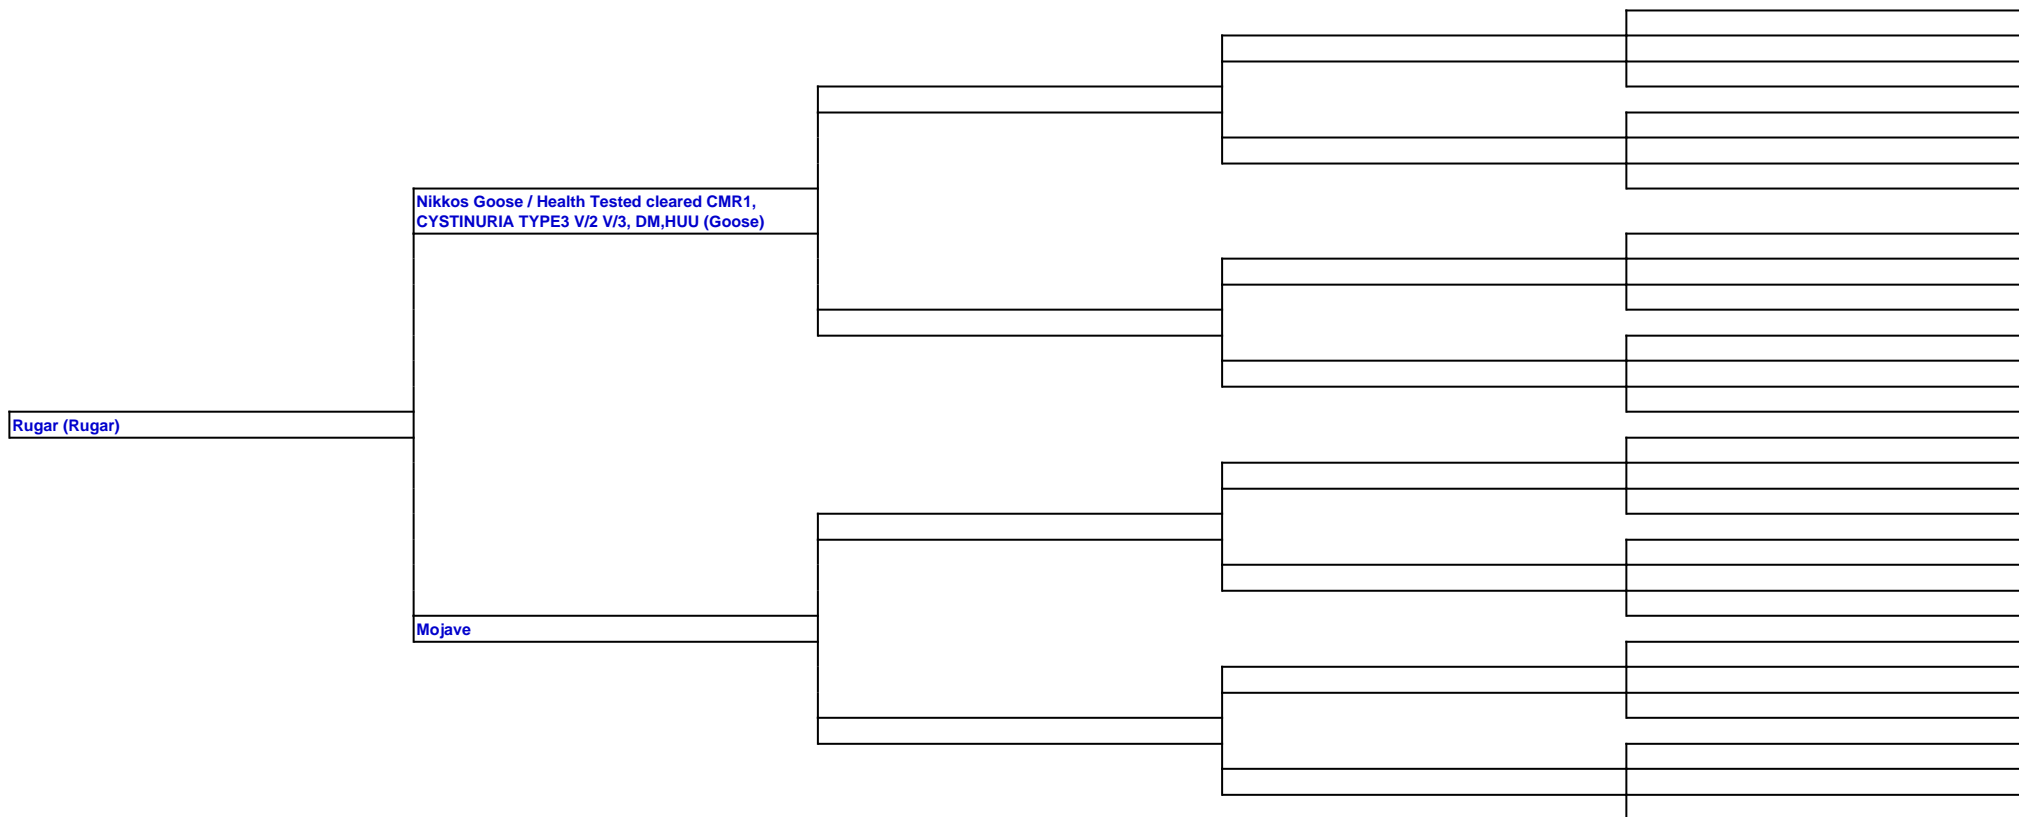 Nikkos Goose / Health Tested cleared CMR1,
CYSTINURIA TYPE3 V/2 V/3, DM,HUU (Goose)
Rugar (Rugar)
Mojave